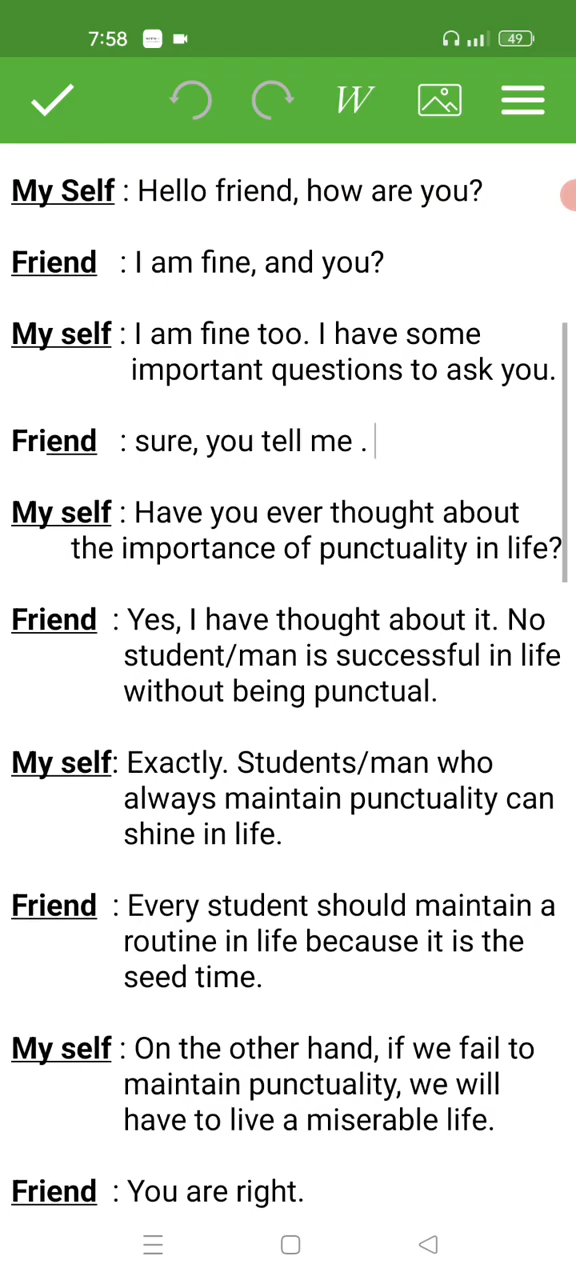 7:58
49
W
My Self : Hello friend, how are you?
Friend : I am fine, and you?
My self : I am fine too. I have some
important questions to ask you.
Friend : sure, you tell me .
My self : Have you ever thought about
the importance of punctuality in life?
Friend : Yes, I have thought about it. No
student/man is successful in life
without being punctual.
My self: Exactly. Students/man who
always maintain punctuality can
shine in life.
Friend : Every student should maintain a
routine in life because it is the
seed time.
My self : On the other hand, if we fail to
maintain punctuality, we will
have to live a miserable life.
Friend : You are right.